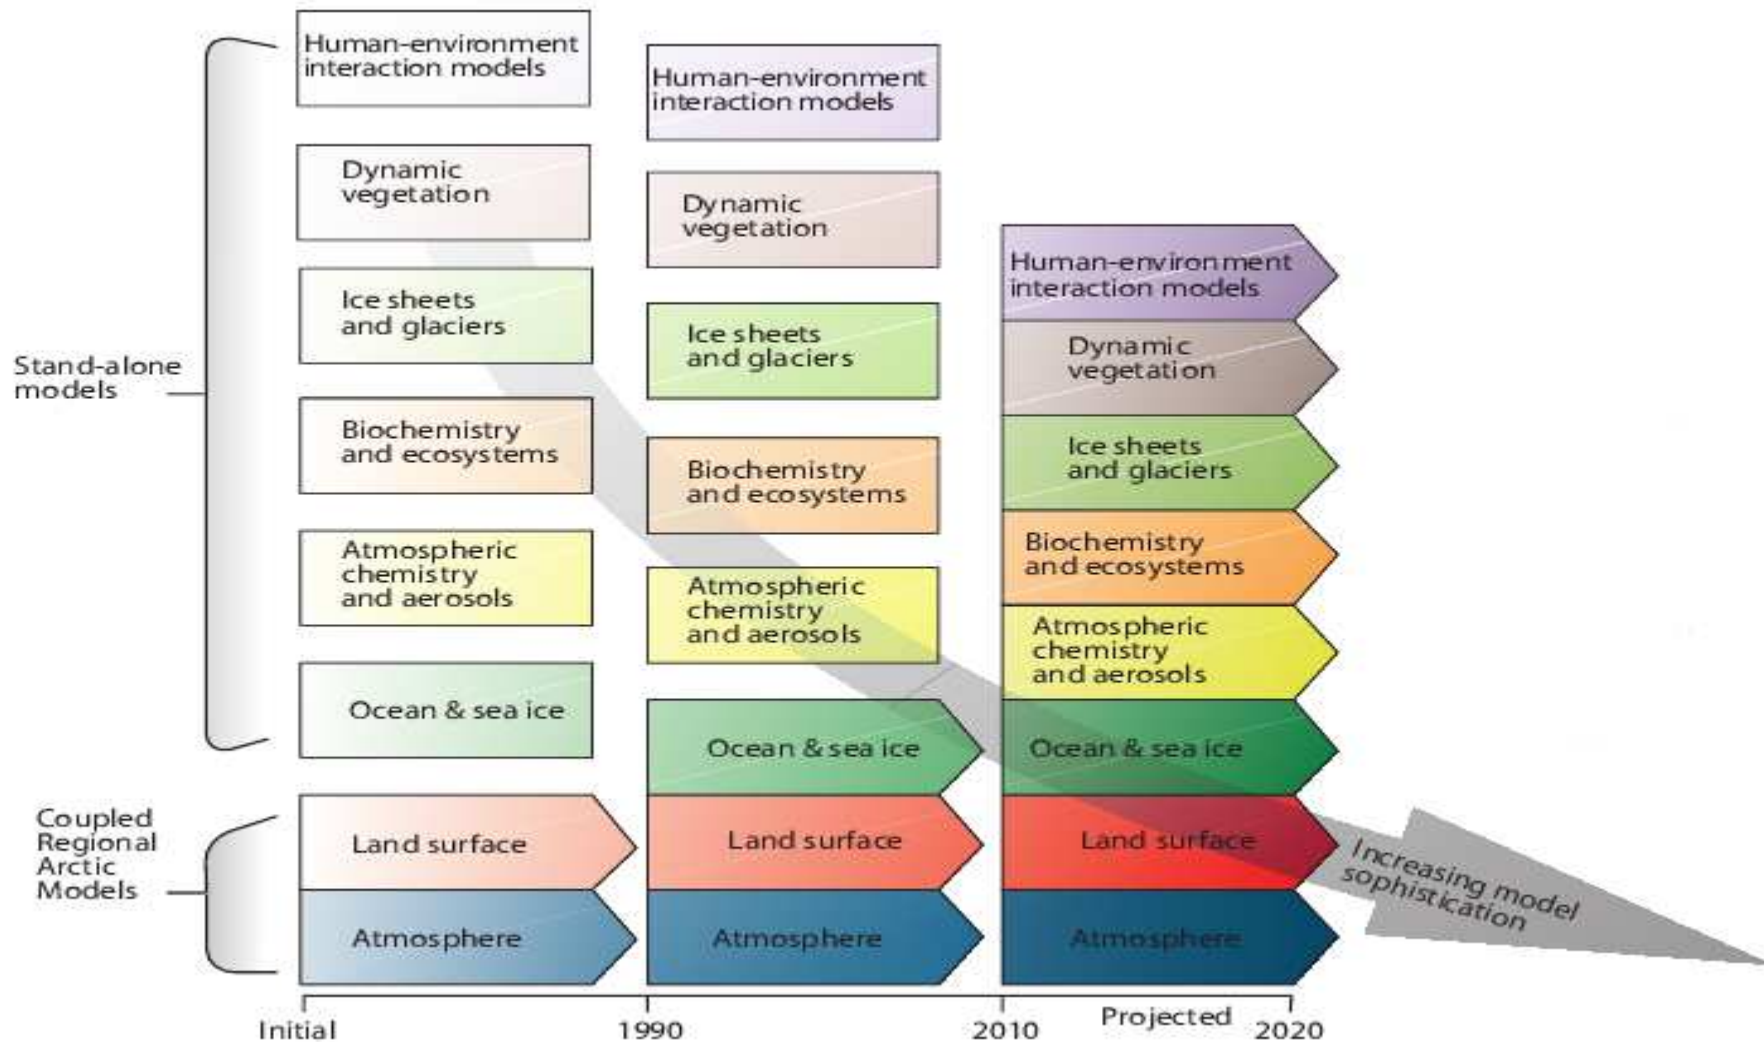 Stand-alone
models
Coupled
Regional
Arctic
Models
Human-environment
interaction models
Dynamic
vegetation
Ice sheets
and glaciers
Biochemistry
and ecosystems
Atmospheric
chemistry
and aerosols
Ocean & sea ice
Land surface
Atmosphere
Human-environment
interaction models
Dynamic
vegetation
Ice sheets
and glaciers
Biochemistry
and ecosystems
Atmospheric
chemistry
and aerosols
Ocean & sea ice
Land surface
Atmosphere
Human-environment
interaction models
Dynamic
vegetation
Ice sheets
and glaciers
Biochemistry
and ecosystems
Atmospheric
chemistry
and aerosols
Ocean & sea ice
Land surface
Atmosphere
Increasing model
sophistication
Initial
1990
2010
Projected
2020